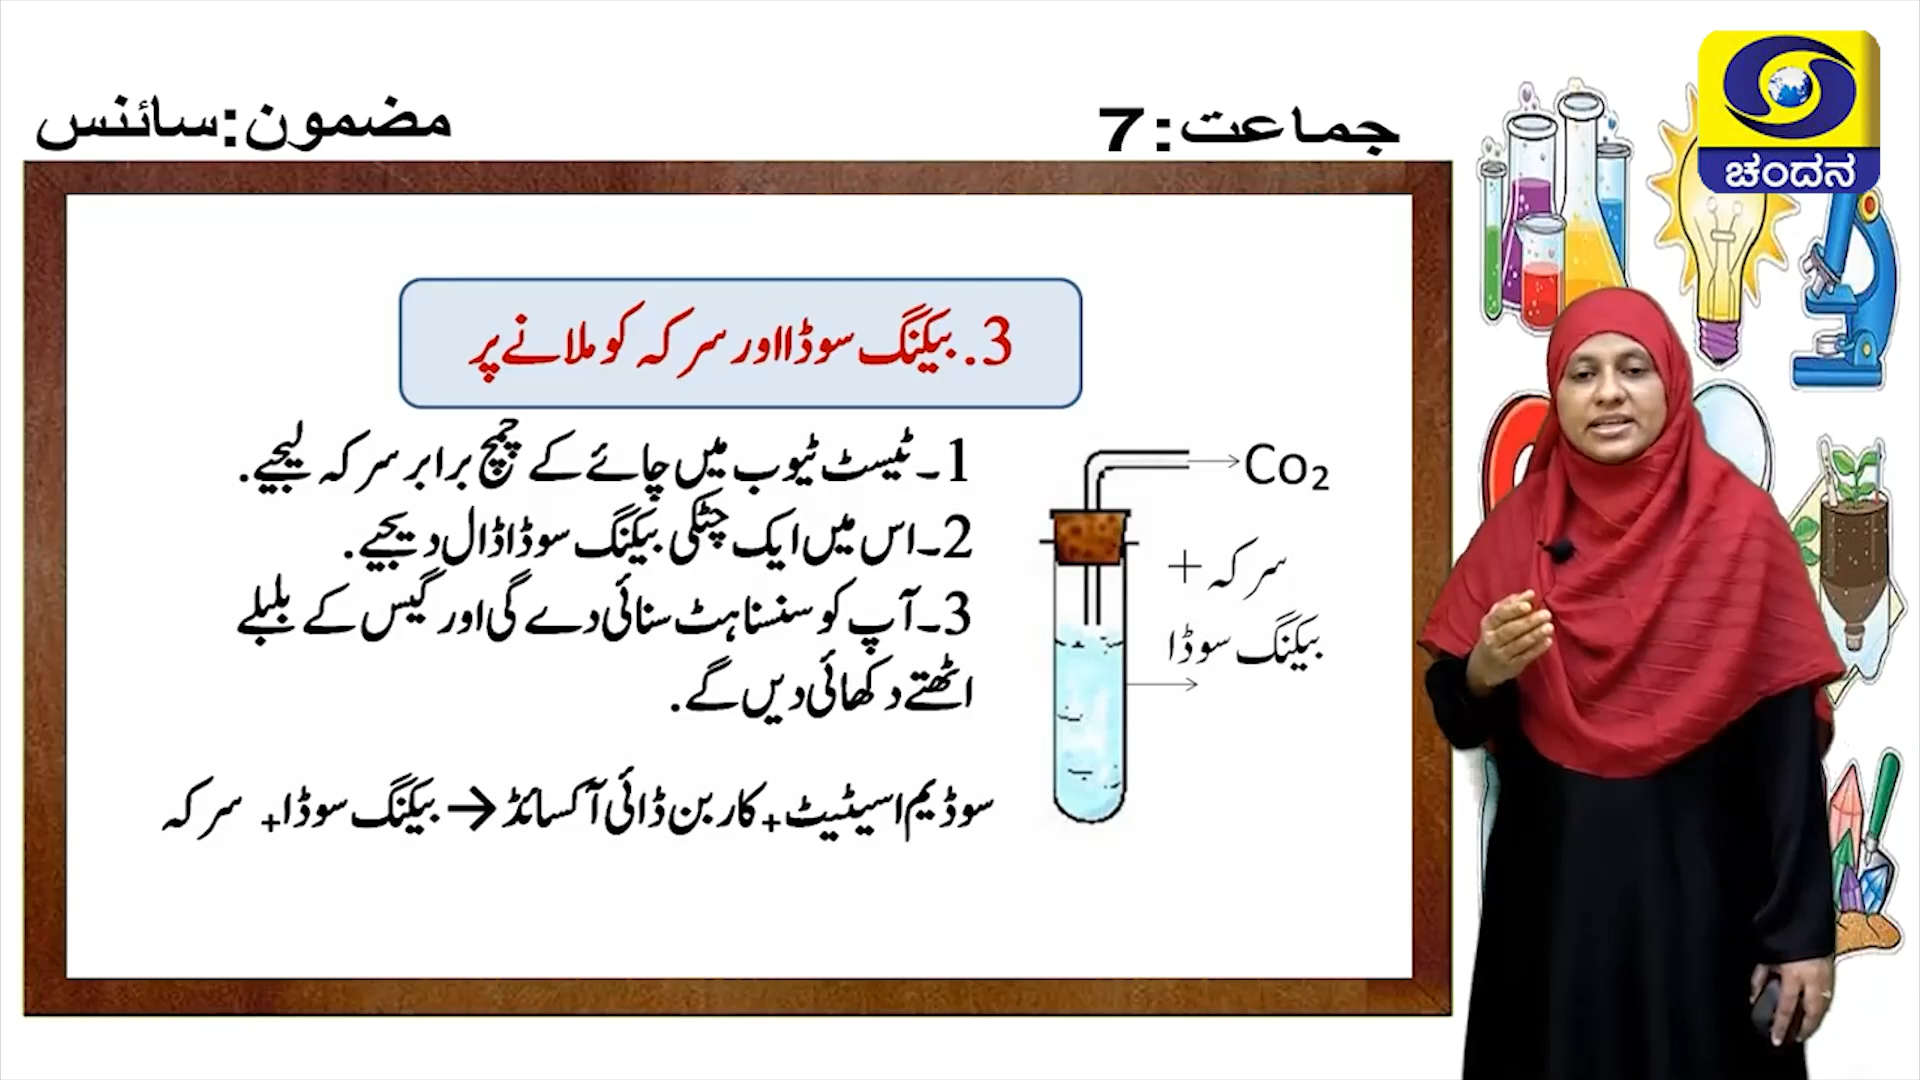 جماعت:7
مضمون:سائنس
ಚಂದನ
3. بیکنگ سوڈا اور سرکہ کو ملانے پر
1۔ ٹیسٹ ٹیوب میں چائے کے چمچ برابر سرکہ لیجیے.
2۔ اس میں ایک چٹکی بیکنگ سوڈا ڈال دیجیے.
3۔ آپ کو سنسناہٹ سنائی دے گی اور گیس کے بلبلے
اٹھتے دکھائی دیں گے.
Co₂
سرکہ +
بیکنگ سوڈا
سوڈیم اسیٹیٹ + کاربن ڈائی آکسائڈ → بیکنگ سوڈا + سرکہ